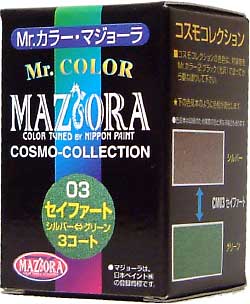 Mr.カラー・マジョーラ
Mr. COLOR
MAZIORA
COLOR TUNED BY NIPPON PAINT
COSMO-COLLECTION
03
セイファート
シルバー⇔グリーン
3コート
MAZIORA
●マジョーラは、
日本ペイント㈱
の登録商標です。
コスモコレクション
シルバー
CM03 セイファート
グリーン